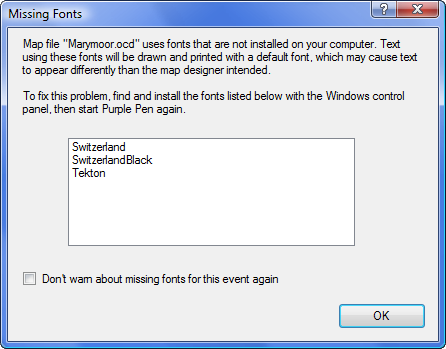 Missing Fonts
Map file "Marymoor.ocd" uses fonts that are not installed on your computer. Text
using these fonts will be drawn and printed with a default font, which may cause text
to appear differently than the map designer intended.
To fix this problem, find and install the fonts listed below with the Windows control
panel, then start Purple Pen again.
Switzerland
SwitzerlandBlack
Tekton
Don't warn about missing fonts for this event again
OK